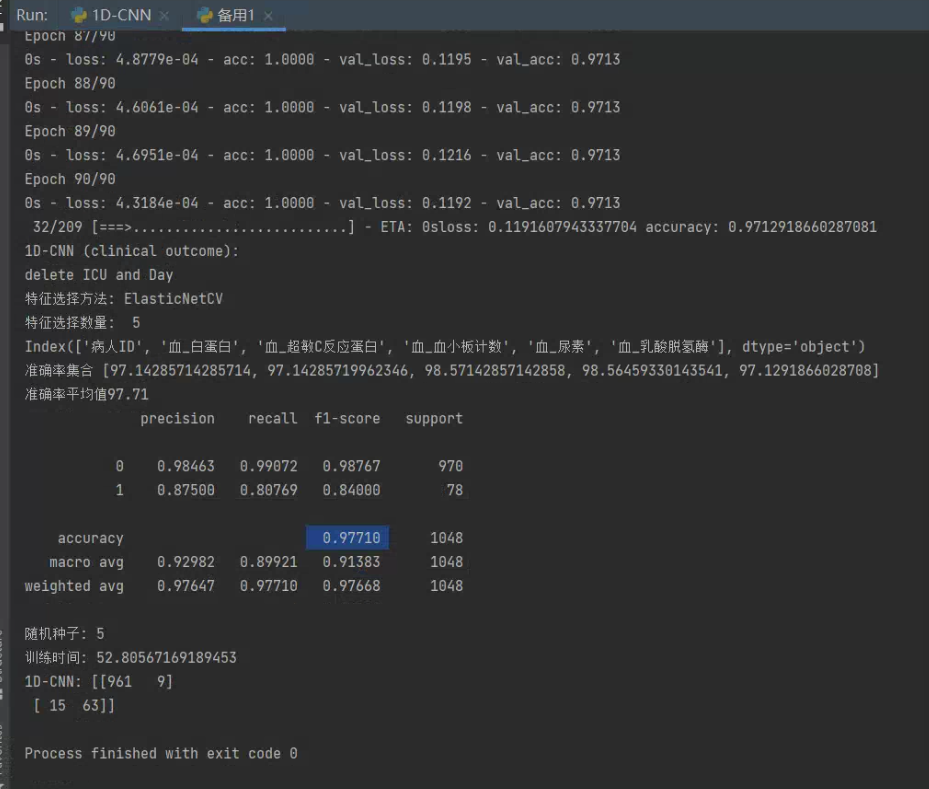 Run: 1D-CNN × 备用1 ×
Epoch 87/90
0s - loss: 4.8779e-04 - acc: 1.0000 - val_loss: 0.1195 - val_acc: 0.9713
Epoch 88/90
0s - loss: 4.6061e-04 - acc: 1.0000 - val_loss: 0.1198 - val_acc: 0.9713
Epoch 89/90
0s - loss: 4.6951e-04 - acc: 1.0000 - val_loss: 0.1216 - val_acc: 0.9713
Epoch 90/90
0s - loss: 4.3184e-04 - acc: 1.0000 - val_loss: 0.1192 - val_acc: 0.9713
32/209 [===>..........................] - ETA: 0sloss: 0.1191607943337704 accuracy: 0.9712918660287081
1D-CNN (clinical outcome):
delete ICU and Day
特征选择方法: ElasticNetCV
特征选择数量: 5
Index(['病人ID', '血_白蛋白', '血_超敏C反应蛋白', '血_血小板计数', '血_尿素', '血_乳酸脱氢酶'], dtype='object')
准确率集合 [97.14285714285714, 97.14285719962346, 98.57142857142858, 98.56459330143541, 97.1291866028708]
准确率平均值97.71
precision recall f1-score support
0 0.98463 0.99072 0.98767 970
1 0.87500 0.80769 0.84000 78
accuracy 0.97710 1048
macro avg 0.92982 0.89921 0.91383 1048
weighted avg 0.97647 0.97710 0.97668 1048
随机种子: 5
训练时间: 52.80567169189453
1D-CNN: [[961 9]
[ 15 63]]
Process finished with exit code 0